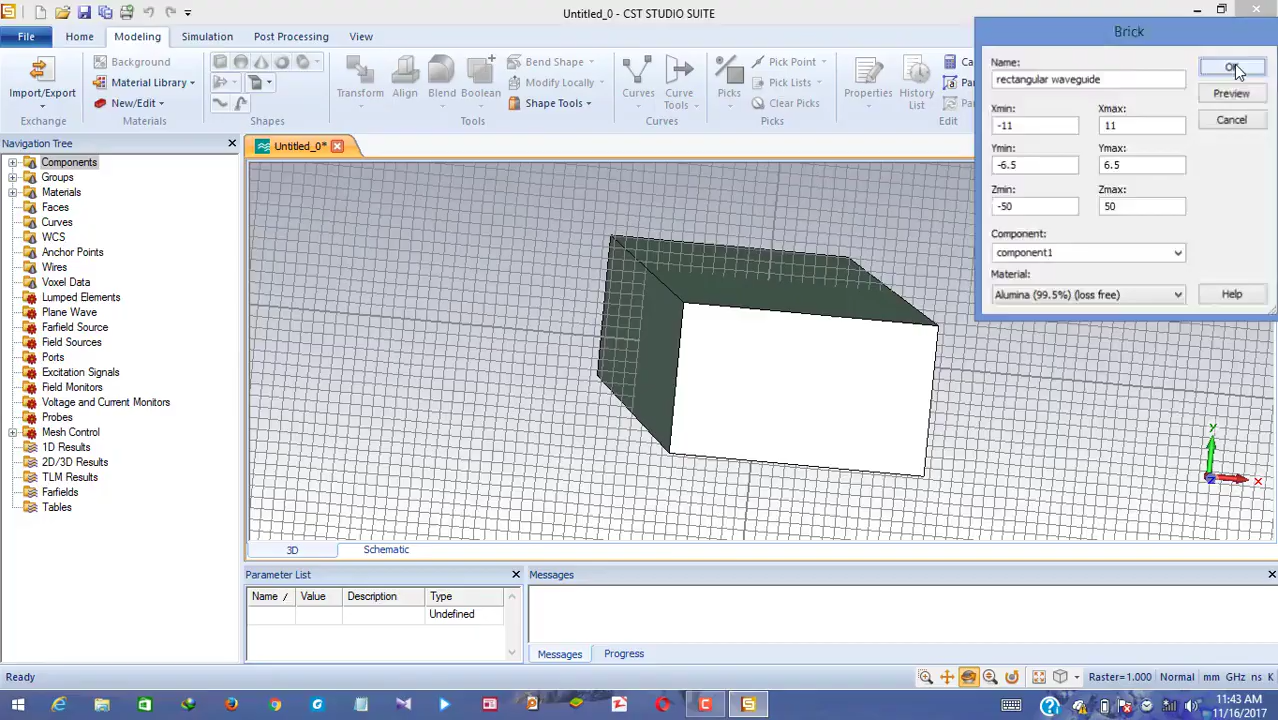 Untitled_0 - CST STUDIO SUITE
File Home Modeling Simulation Post Processing View
Import/Export
Exchange
Background
Material Library
New/Edit
Materials
Shapes
Transform Align Blend Boolean
Bend Shape
Modify Locally
Shape Tools
Tools
Curves Curve Tools
Curves
Picks
Pick Point
Pick Lists
Clear Picks
Picks
Properties History List
Ca
Par
Par
Edit
Navigation Tree
Components
Groups
Materials
Faces
Curves
WCS
Anchor Points
Wires
Voxel Data
Lumped Elements
Plane Wave
Farfield Source
Field Sources
Ports
Excitation Signals
Field Monitors
Voltage and Current Monitors
Probes
Mesh Control
1D Results
2D/3D Results
TLM Results
Farfields
Tables
Untitled_0*
Brick
Name:
rectangular waveguide
Preview
Cancel
Xmin: Xmax:
-11 11
Ymin: Ymax:
-6.5 6.5
Zmin: Zmax:
-50 50
Component:
component1
Material:
Alumina (99.5%) (loss free)
Help
Y
X
Z
3D Schematic
Parameter List
Name / Value Description Type
Undefined
Messages
Messages Progress
Ready
Raster=1.000 Normal mm GHz ns K
11:43 AM
11/16/2017